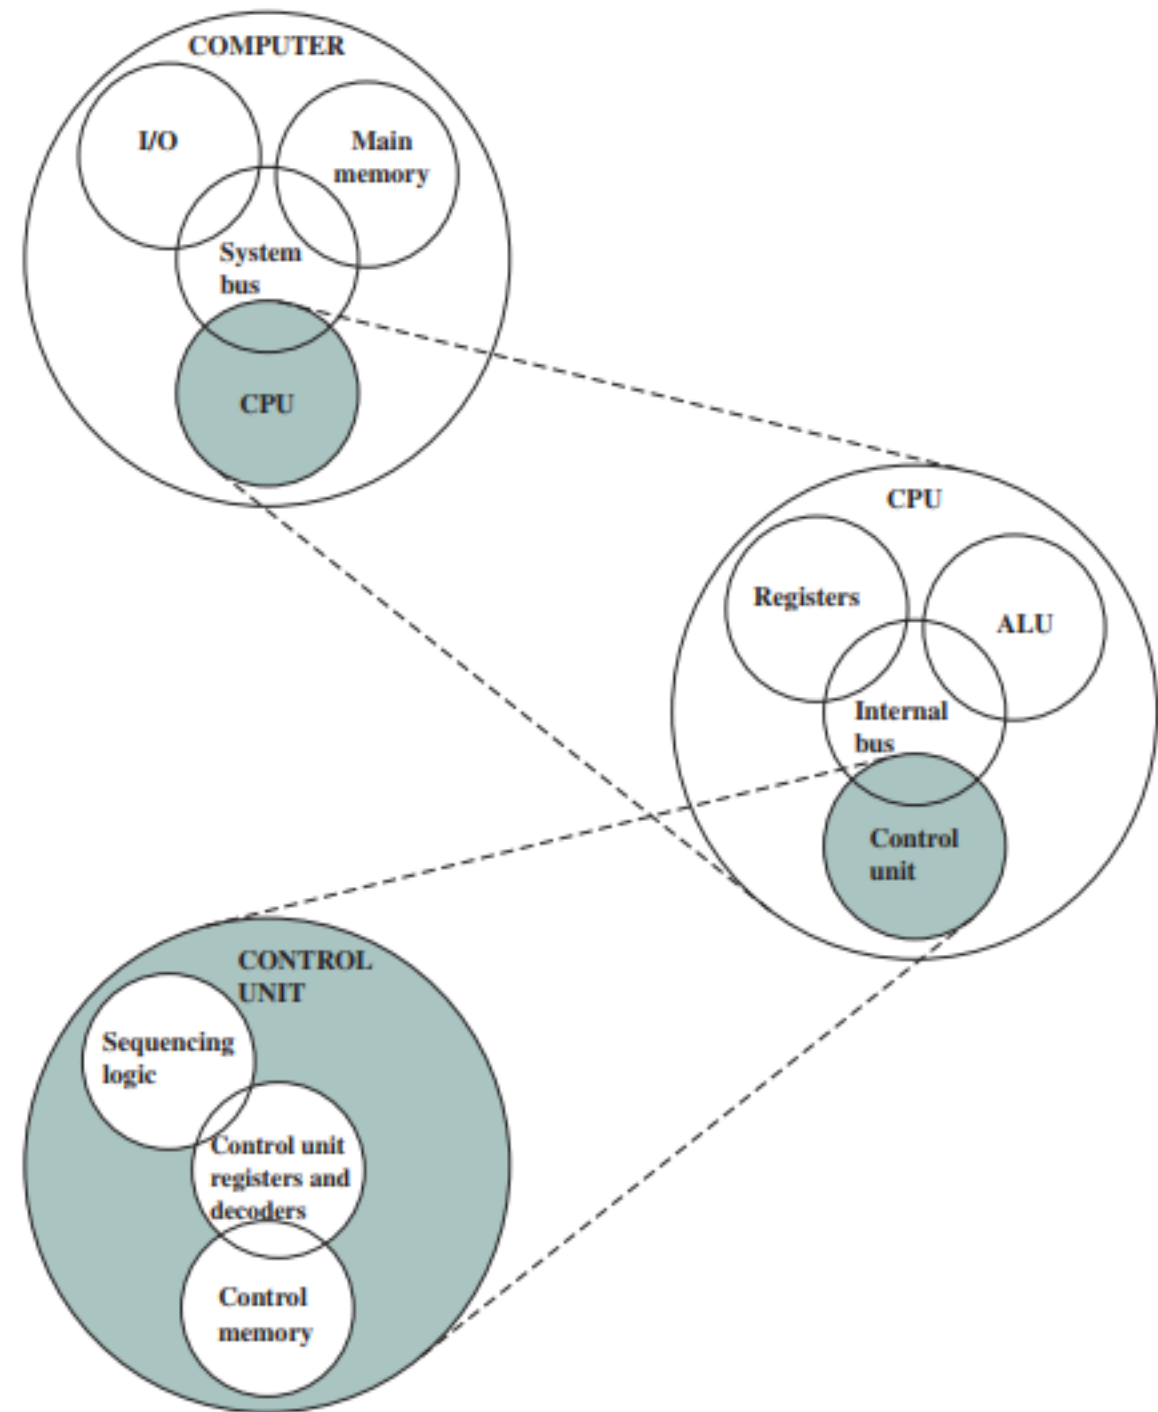 COMPUTER
I/O
Main
memory
System
bus
CPU
CPU
Registers
ALU
Internal
bus
Control
unit
CONTROL
UNIT
Sequencing
logic
Control unit
registers and
decoders
Control
memory